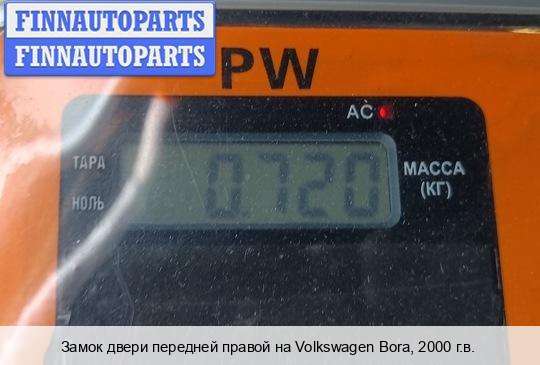 FINNAUTOPARTS
FINNAUTOPARTS
PW
AC
ТАРА
0.720
МАССА
(КГ)
НОЛЬ
Замок двери передней правой на Volkswagen Bora, 2000 г.в.